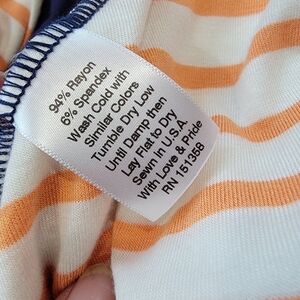 94% Rayon
6% Spandex
Wash Cold with
Similar Colors
Tumble Dry Low
Until Damp then
Lay Flat to Dry
Sewn in U.S.A.
With Love & Pride
RN 151358